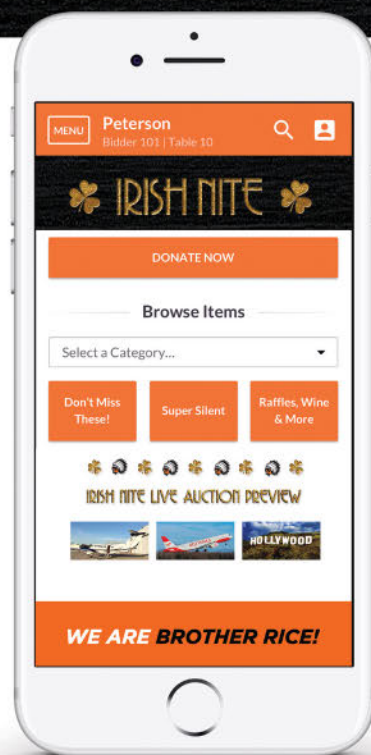 MENU
Peterson
Bidder 101 | Table 10
IRISH NITE
DONATE NOW
Browse Items
Select a Category...
Don't Miss
These!
Super Silent
Raffles, Wine
& More
IRISH NITE LIVE AUCTION PREVIEW
HOLLYWOOD
WE ARE BROTHER RICE!